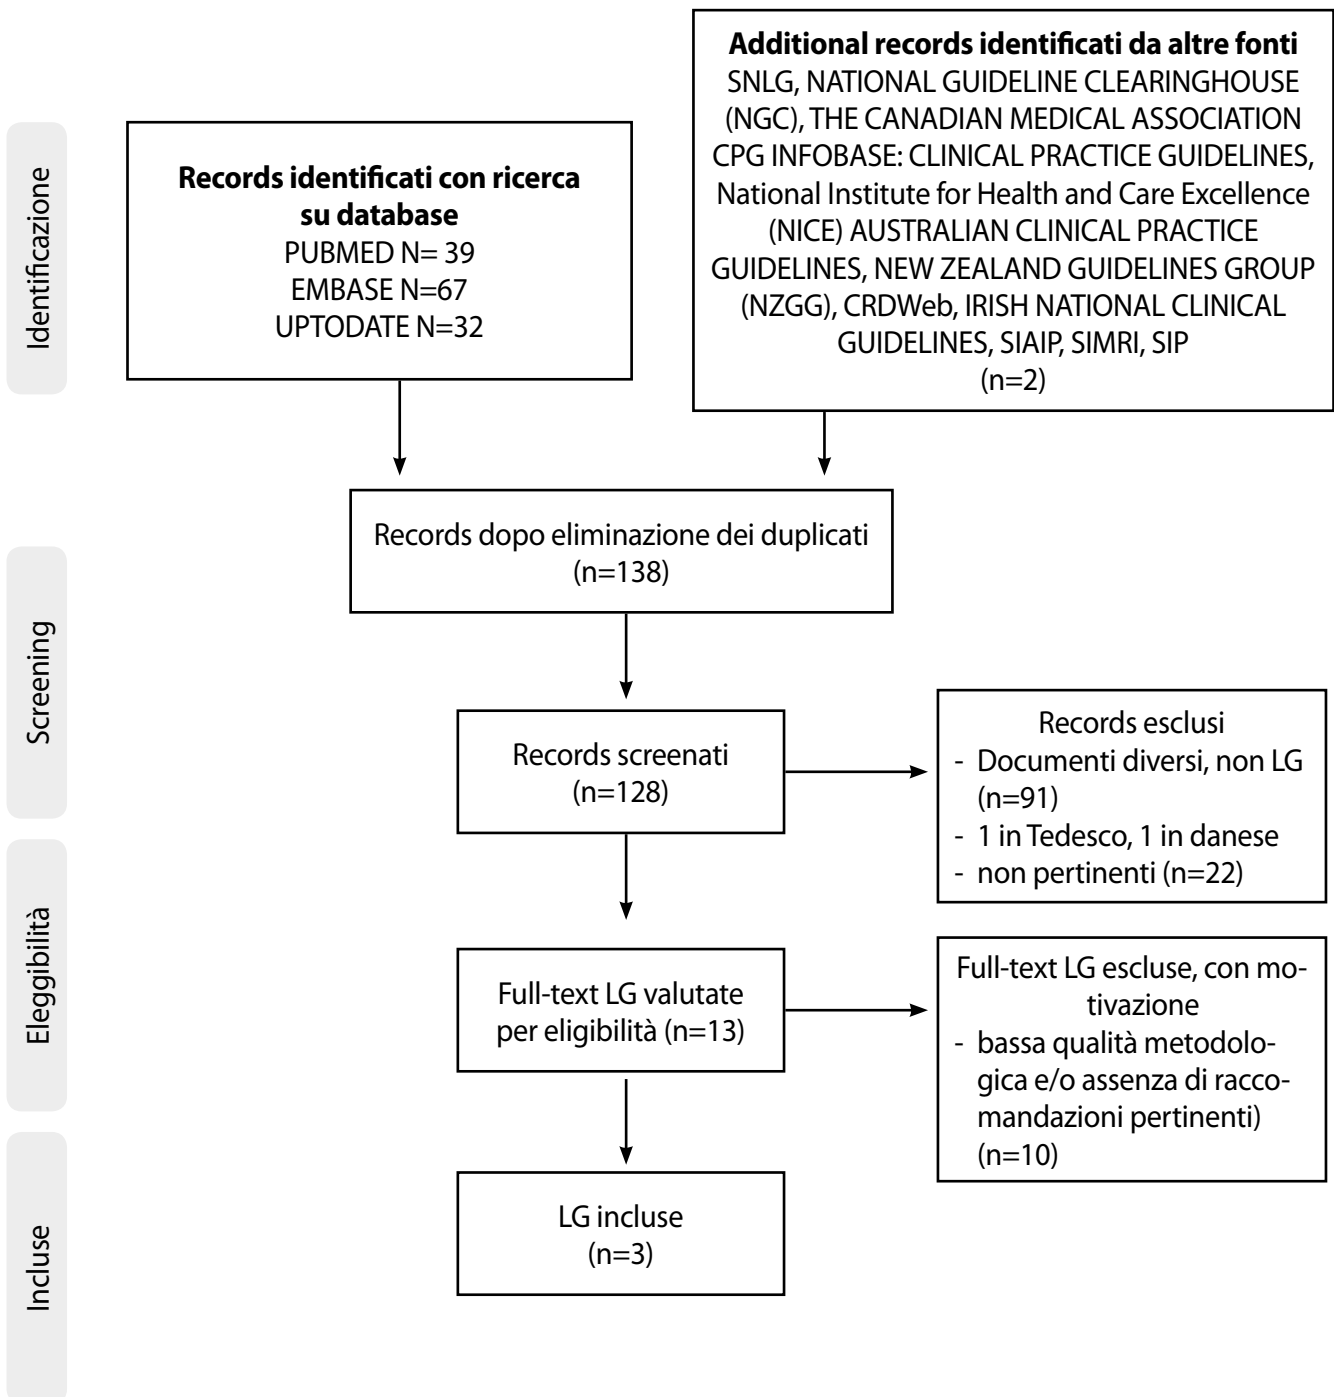 Identificazione
Records identificati con ricerca
su database
PUBMED N= 39
EMBASE N=67
UPTODATE N=32
Additional records identificati da altre fonti
SNLG, NATIONAL GUIDELINE CLEARINGHOUSE
(NGC), THE CANADIAN MEDICAL ASSOCIATION
CPG INFOBASE: CLINICAL PRACTICE GUIDELINES,
National Institute for Health and Care Excellence
(NICE) AUSTRALIAN CLINICAL PRACTICE
GUIDELINES, NEW ZEALAND GUIDELINES GROUP
(NZGG), CRDWeb, IRISH NATIONAL CLINICAL
GUIDELINES, SIAIP, SIMRI, SIP
(n=2)
Records dopo eliminazione dei duplicati
(n=138)
Screening
Records screenati
(n=128)
Records esclusi
- Documenti diversi, non LG
(n=91)
- 1 in Tedesco, 1 in danese
- non pertinenti (n=22)
Eleggibilità
Full-text LG valutate
per eligibilità (n=13)
Full-text LG escluse, con mo-
tivazione
- bassa qualità metodolo-
gica e/o assenza di racco-
mandazioni pertinenti)
(n=10)
Incluse
LG incluse
(n=3)